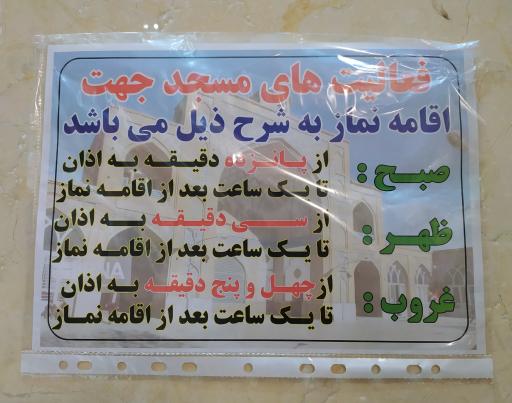 فعالیت های مسجد جهت
اقامه نماز به شرح ذیل می باشد
صبح : از پانزده دقیقه به اذان
تا یک ساعت بعد از اقامه نماز
ظهر : از سی دقیقه به اذان
تا یک ساعت بعد از اقامه نماز
غروب : از چهل و پنج دقیقه به اذان
تا یک ساعت بعد از اقامه نماز